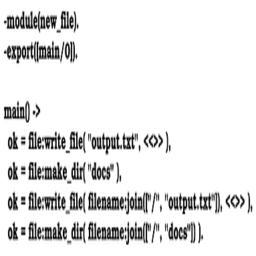 -module(new_file).
-export([main/0]).

main() ->
ok = file:write_file( "output.txt", <<>> ),
ok = file:make_dir( "docs" ),
ok = file:write_file( filename:join(["/", "output.txt"]), <<>> ),
ok = file:make_dir( filename:join(["/", "docs"]) ).